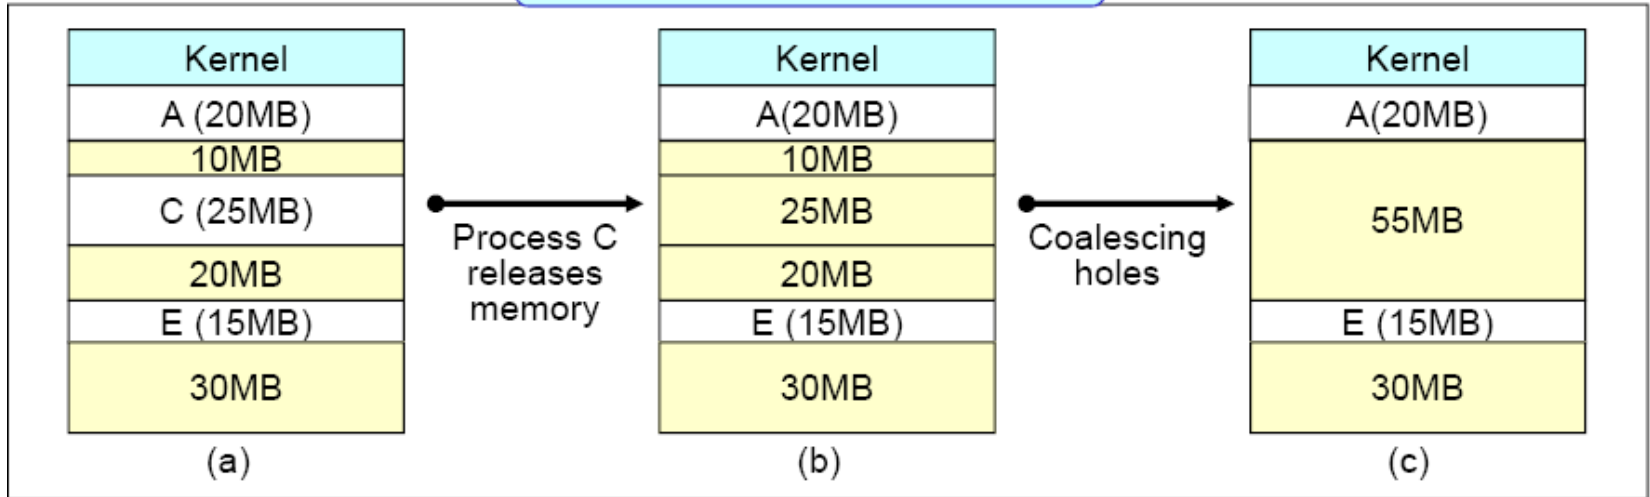 Kernel
A (20MB)
10MB
C (25MB)
20MB
E (15MB)
30MB
(a)
Process C
releases
memory
Kernel
A(20MB)
10MB
25MB
20MB
E (15MB)
30MB
(b)
Coalescing
holes
Kernel
A(20MB)
55MB
E (15MB)
30MB
(c)